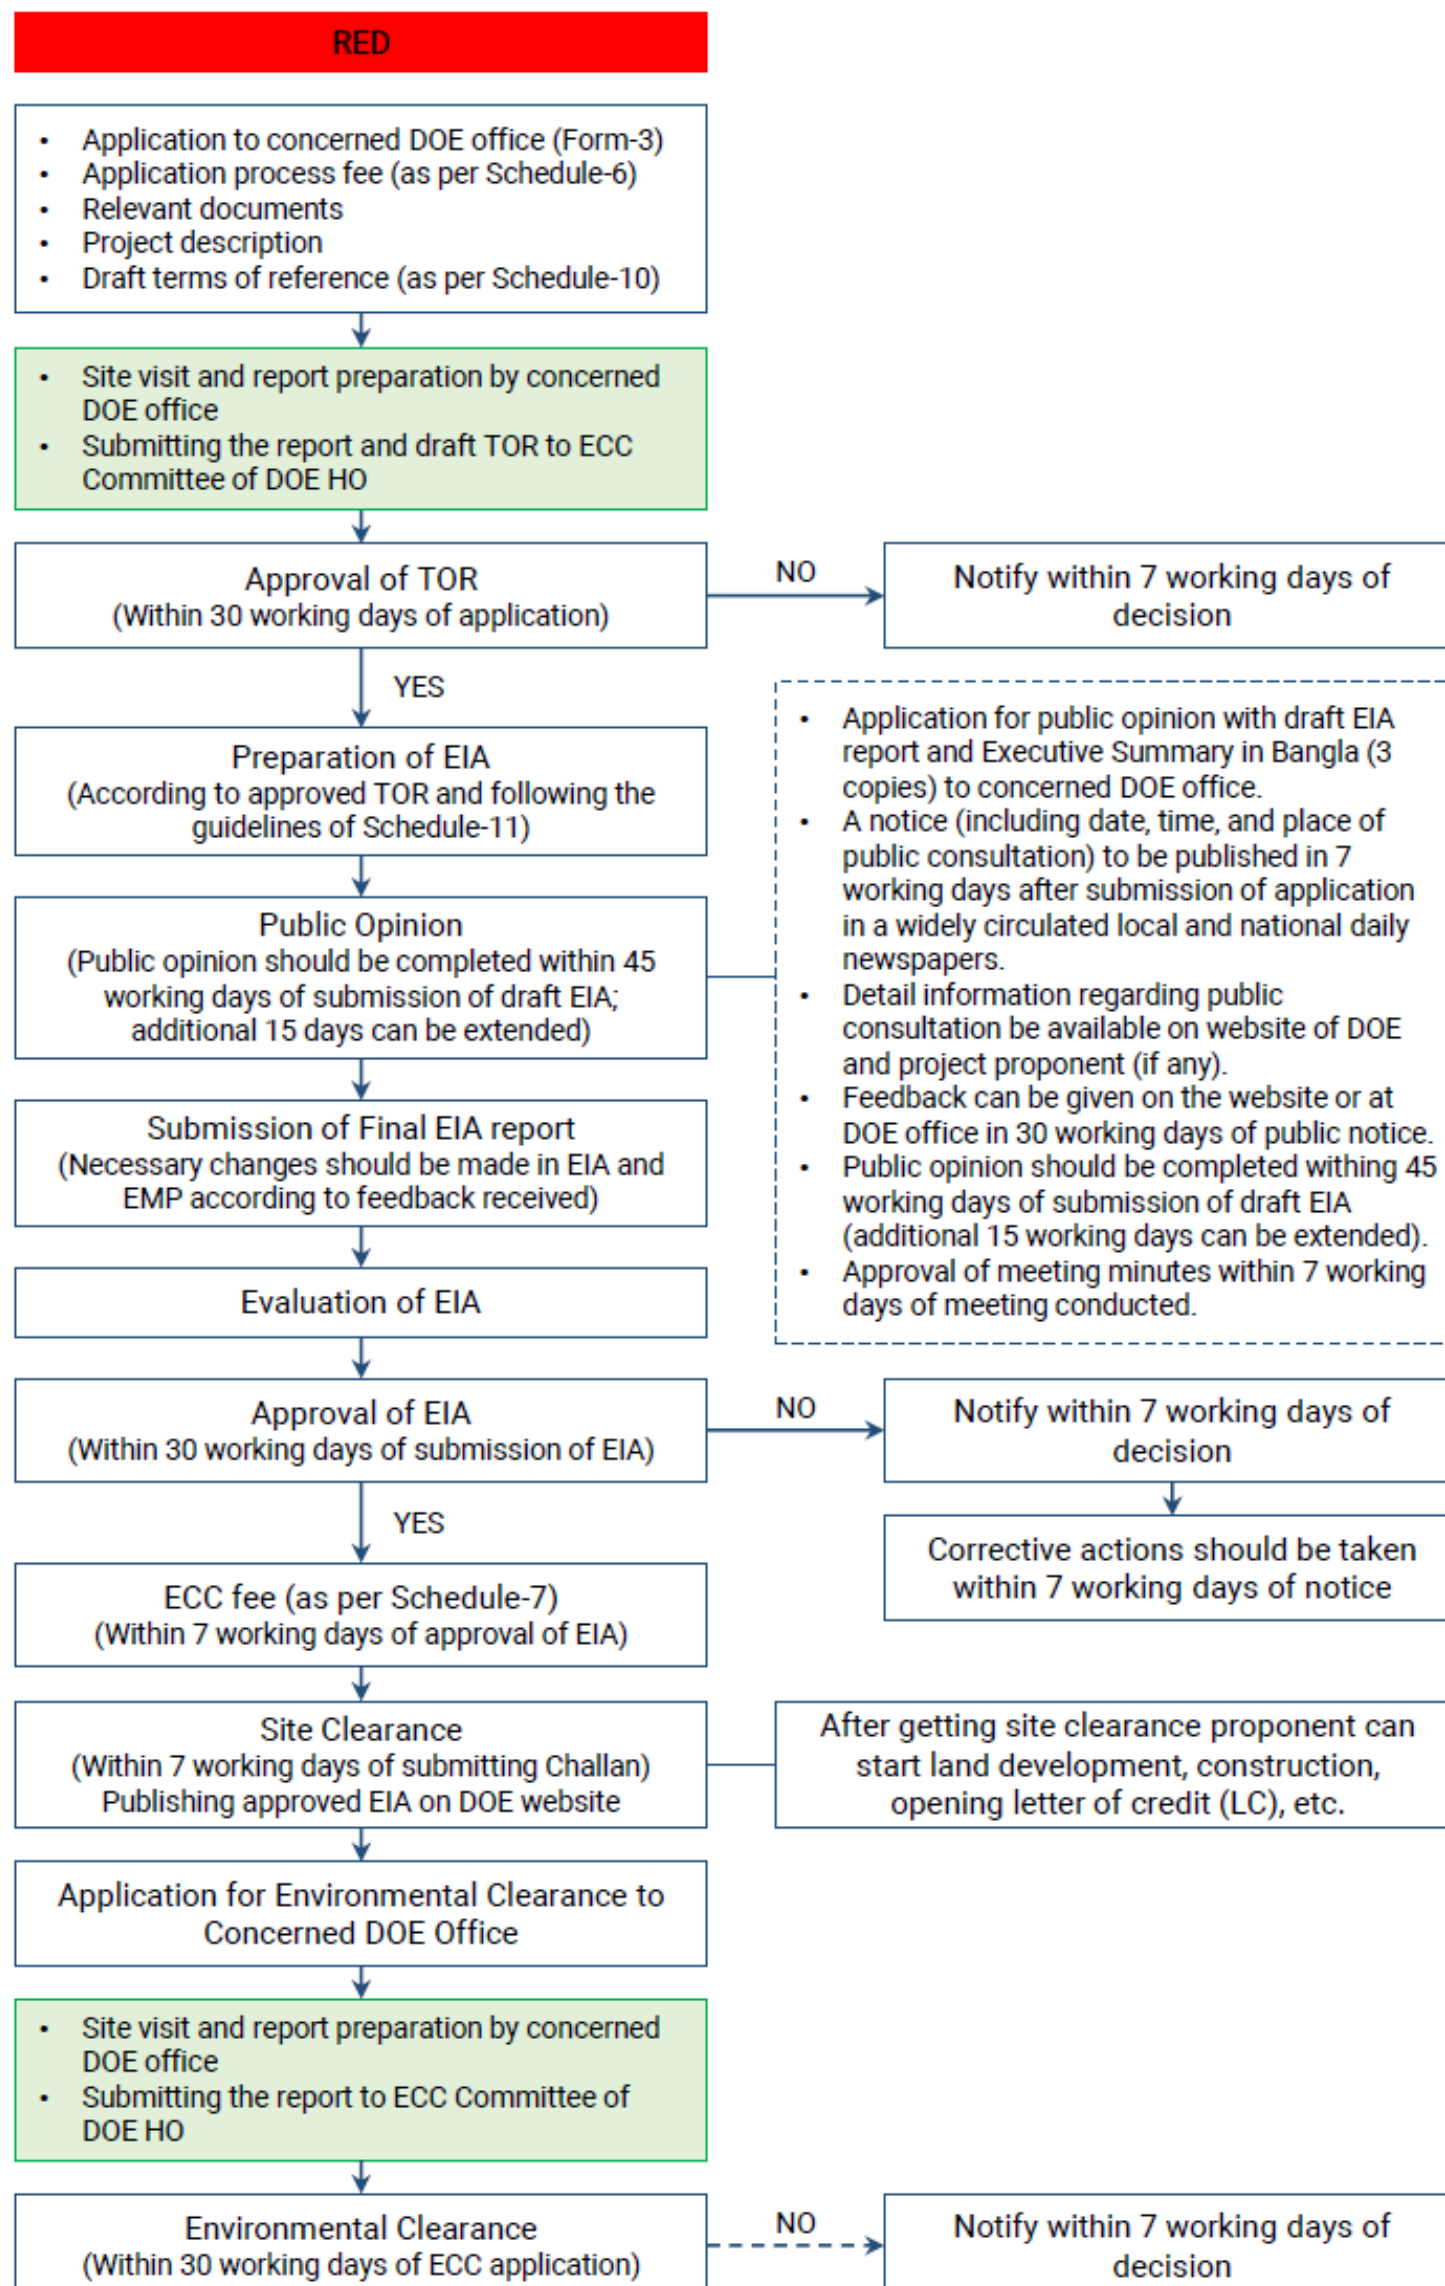 RED
• Application to concerned DOE office (Form-3)
• Application process fee (as per Schedule-6)
• Relevant documents
• Project description
• Draft terms of reference (as per Schedule-10)
• Site visit and report preparation by concerned
DOE office
• Submitting the report and draft TOR to ECC
Committee of DOE HO
Approval of TOR
(Within 30 working days of application)
NO
Notify within 7 working days of
decision
YES
Preparation of EIA
(According to approved TOR and following the
guidelines of Schedule-11)
Public Opinion
(Public opinion should be completed within 45
working days of submission of draft EIA;
additional 15 days can be extended)
• Application for public opinion with draft EIA
report and Executive Summary in Bangla (3
copies) to concerned DOE office.
• A notice (including date, time, and place of
public consultation) to be published in 7
working days after submission of application
in a widely circulated local and national daily
newspapers.
• Detail information regarding public
consultation be available on website of DOE
and project proponent (if any).
• Feedback can be given on the website or at
DOE office in 30 working days of public notice.
• Public opinion should be completed withing 45
working days of submission of draft EIA
(additional 15 working days can be extended).
• Approval of meeting minutes within 7 working
days of meeting conducted.
Submission of Final EIA report
(Necessary changes should be made in EIA and
EMP according to feedback received)
Evaluation of EIA
Approval of EIA
(Within 30 working days of submission of EIA)
NO
Notify within 7 working days of
decision
Corrective actions should be taken
within 7 working days of notice
YES
ECC fee (as per Schedule-7)
(Within 7 working days of approval of EIA)
Site Clearance
(Within 7 working days of submitting Challan)
Publishing approved EIA on DOE website
After getting site clearance proponent can
start land development, construction,
opening letter of credit (LC), etc.
Application for Environmental Clearance to
Concerned DOE Office
• Site visit and report preparation by concerned
DOE office
• Submitting the report to ECC Committee of
DOE HO
Environmental Clearance
(Within 30 working days of ECC application)
NO
Notify within 7 working days of
decision